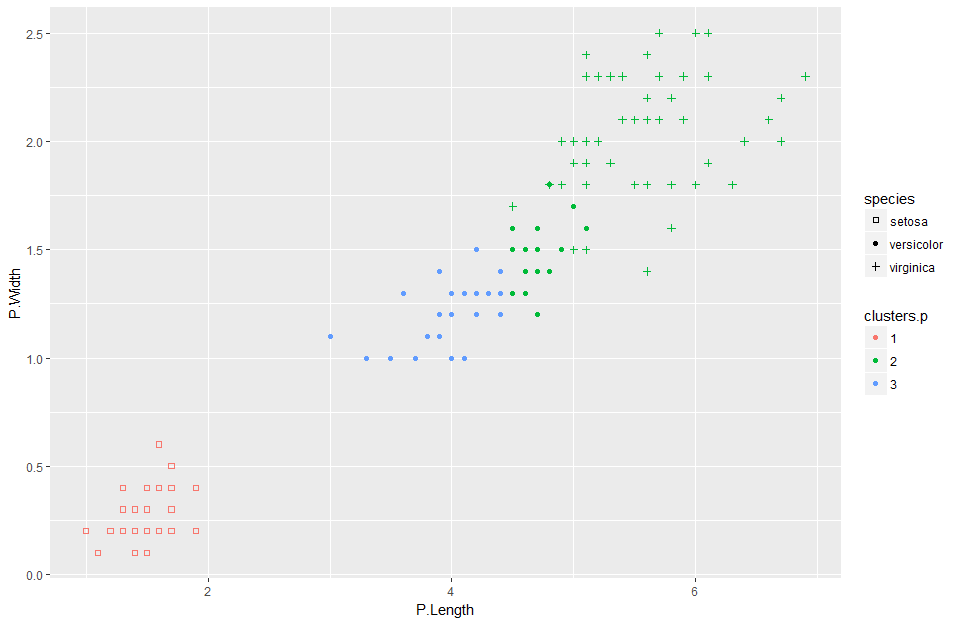 2.5
2.0
1.5
1.0
0.5
0.0
P.Width
2
4
6
P.Length
species
setosa
versicolor
virginica
clusters.p
1
2
3